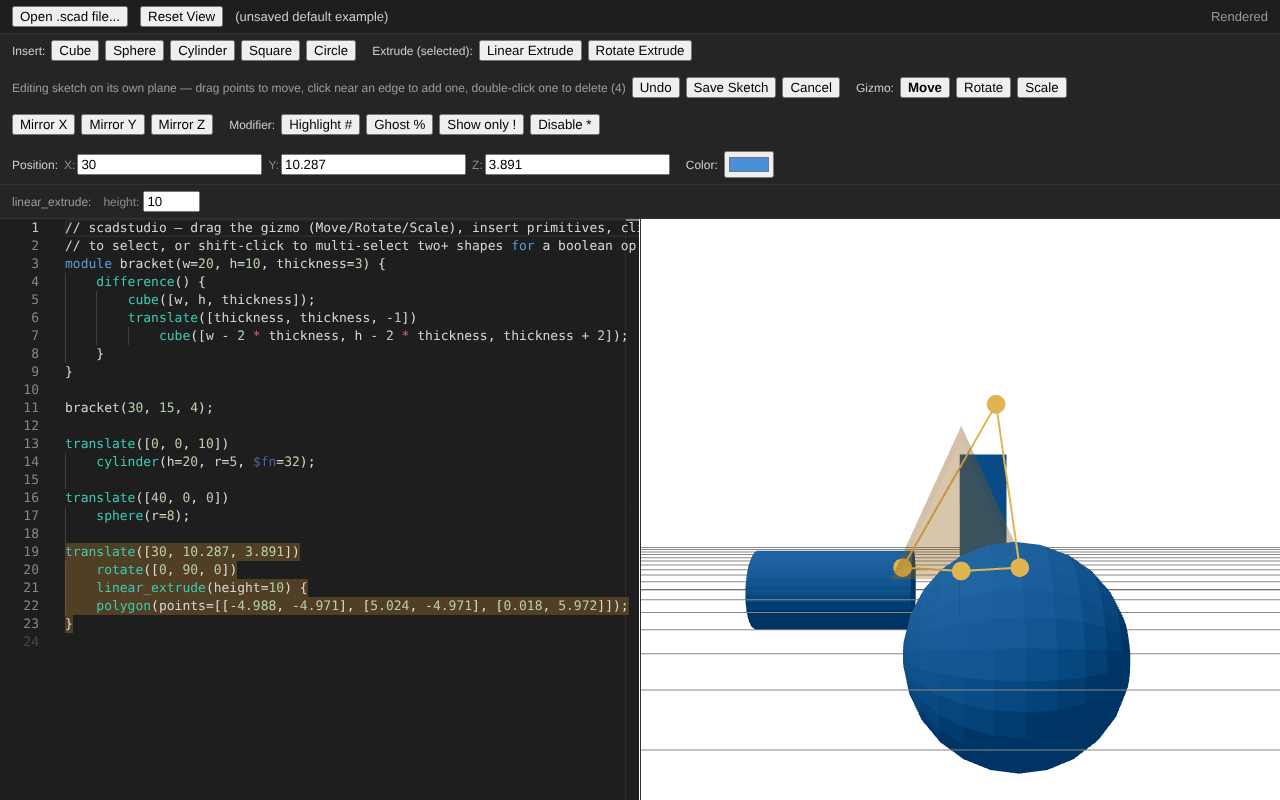 Open .scad file... Reset View (unsaved default example) Rendered
Insert: Cube Sphere Cylinder Square Circle Extrude (selected): Linear Extrude Rotate Extrude
Editing sketch on its own plane — drag points to move, click near an edge to add one, double-click one to delete (4) Undo Save Sketch Cancel Gizmo: Move Rotate Scale
Mirror X Mirror Y Mirror Z Modifier: Highlight # Ghost % Show only ! Disable *
Position: X: 30 Y: 10.287 Z: 3.891 Color:
linear_extrude: height: 10
1 // scadstudio — drag the gizmo (Move/Rotate/Scale), insert primitives, cli
2 // to select, or shift-click to multi-select two+ shapes for a boolean op
3 module bracket(w=20, h=10, thickness=3) {
4 difference() {
5 cube([w, h, thickness]);
6 translate([thickness, thickness, -1])
7 cube([w - 2 * thickness, h - 2 * thickness, thickness + 2]);
8 }
9 }
10
11 bracket(30, 15, 4);
12
13 translate([0, 0, 10])
14 cylinder(h=20, r=5, $fn=32);
15
16 translate([40, 0, 0])
17 sphere(r=8);
18
19 translate([30, 10.287, 3.891])
20 rotate([0, 90, 0])
21 linear_extrude(height=10) {
22 polygon(points=[[-4.988, -4.971], [5.024, -4.971], [0.018, 5.972]]);
23 }
24